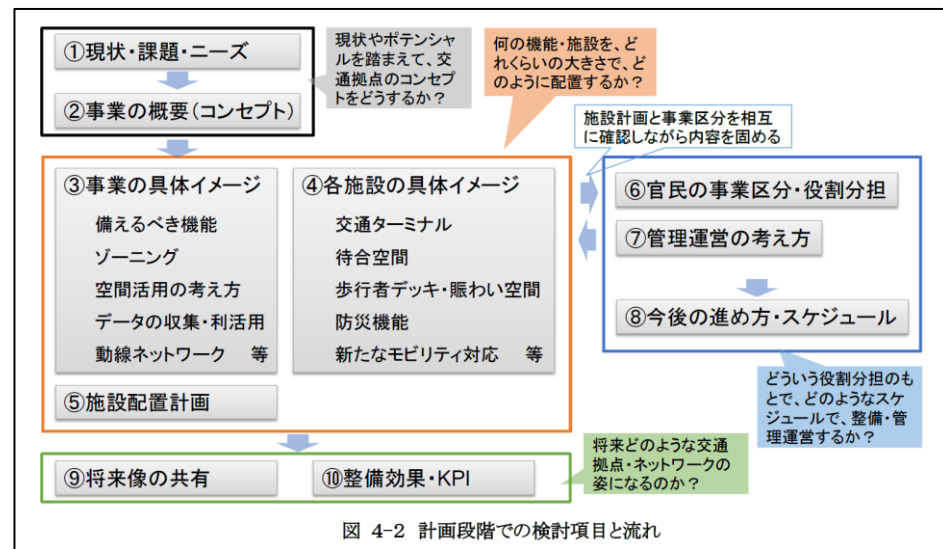 ①現状・課題・ニーズ
②事業の概要(コンセプト)
現状やポテンシャ
ルを踏まえて、交
通拠点のコンセプ
トをどうするか？
何の機能・施設を、ど
れくらいの大きさで、ど
のように配置するか？
施設計画と事業区分を相互
に確認しながら内容を固める
③事業の具体イメージ
備えるべき機能
ゾーニング
空間活用の考え方
データの収集・利活用
動線ネットワーク　等
④各施設の具体イメージ
交通ターミナル
待合空間
歩行者デッキ・賑わい空間
防災機能
新たなモビリティ対応　等
⑤施設配置計画
⑥官民の事業区分・役割分担
⑦管理運営の考え方
⑧今後の進め方・スケジュール
どういう役割分担のも
とで、どのようなスケ
ジュールで、整備・管
理運営するか？
⑨将来像の共有
⑩整備効果・KPI
将来どのような交通
拠点・ネットワークの
姿になるのか？
図 4-2 計画段階での検討項目と流れ